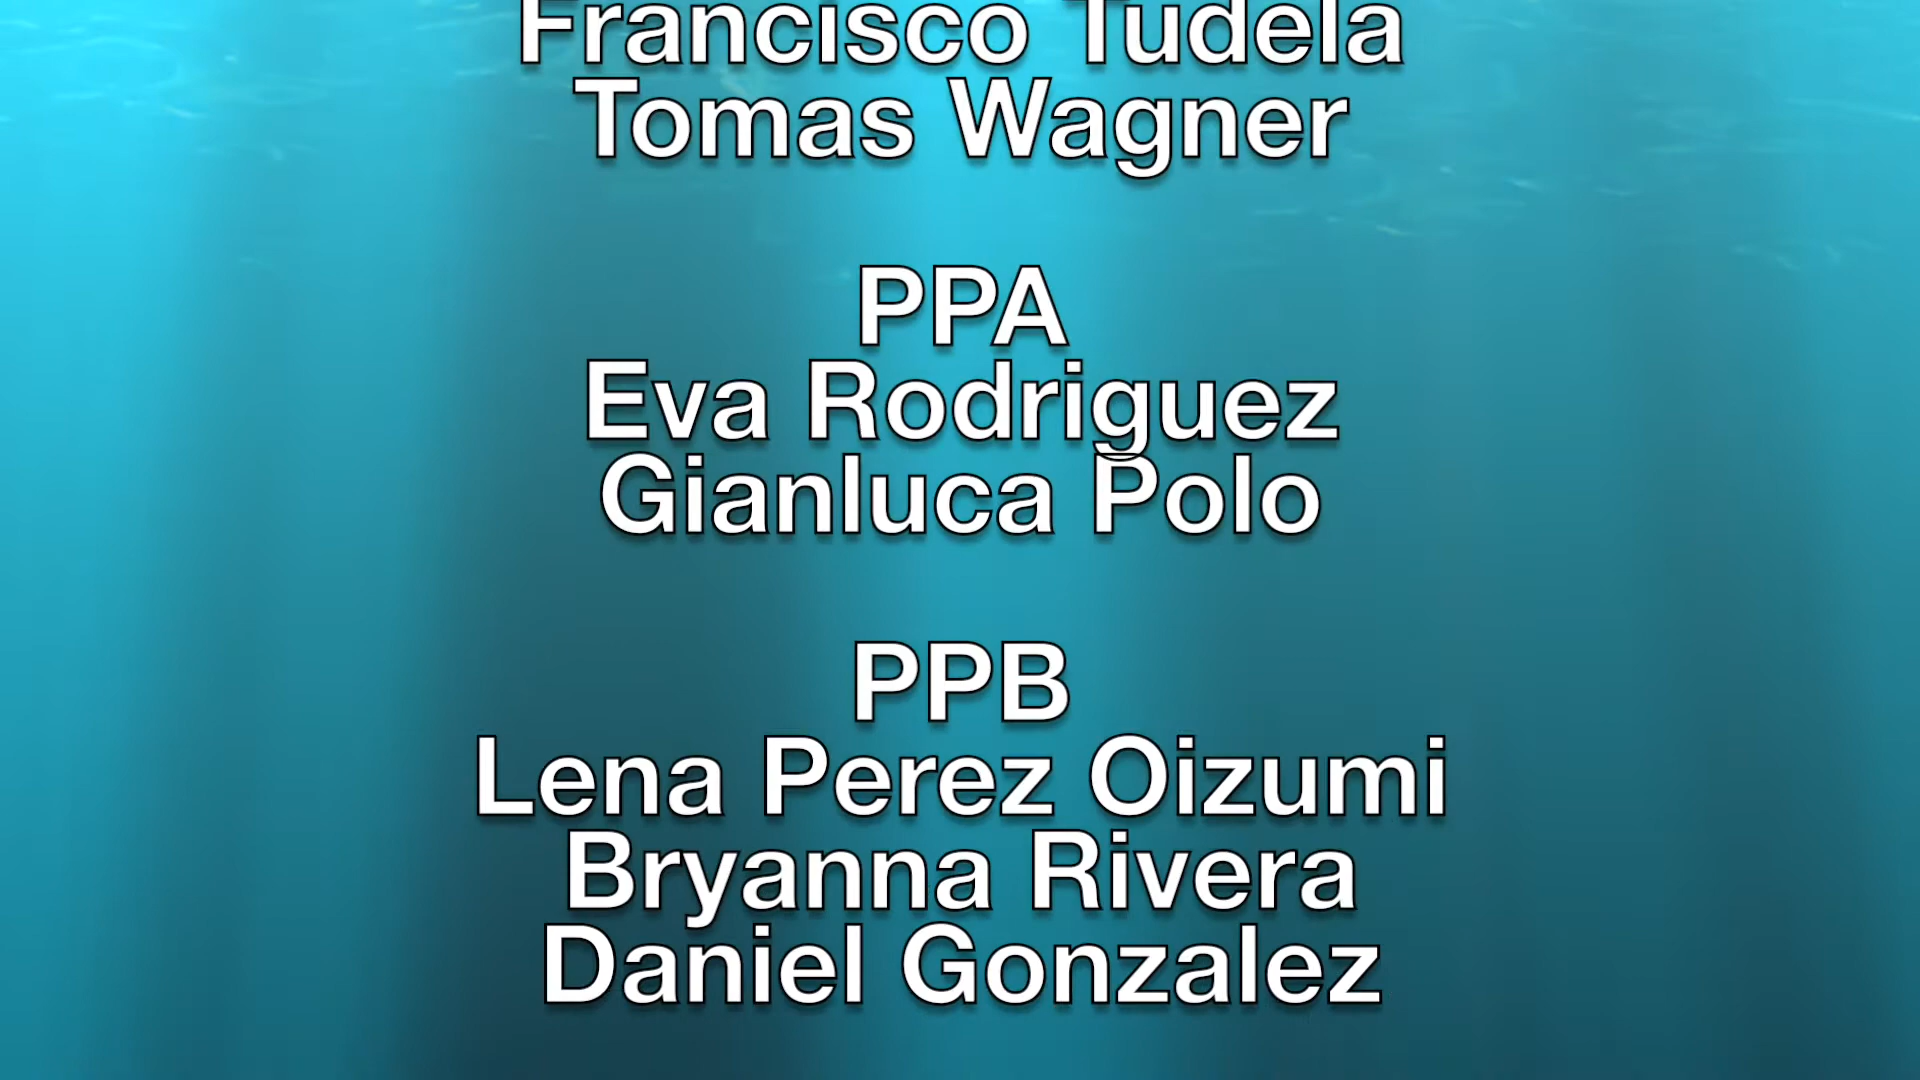 Francisco Tudela
Tomas Wagner
PPA
Eva Rodriguez
Gianluca Polo
PPB
Lena Perez Oizumi
Bryanna Rivera
Daniel Gonzalez